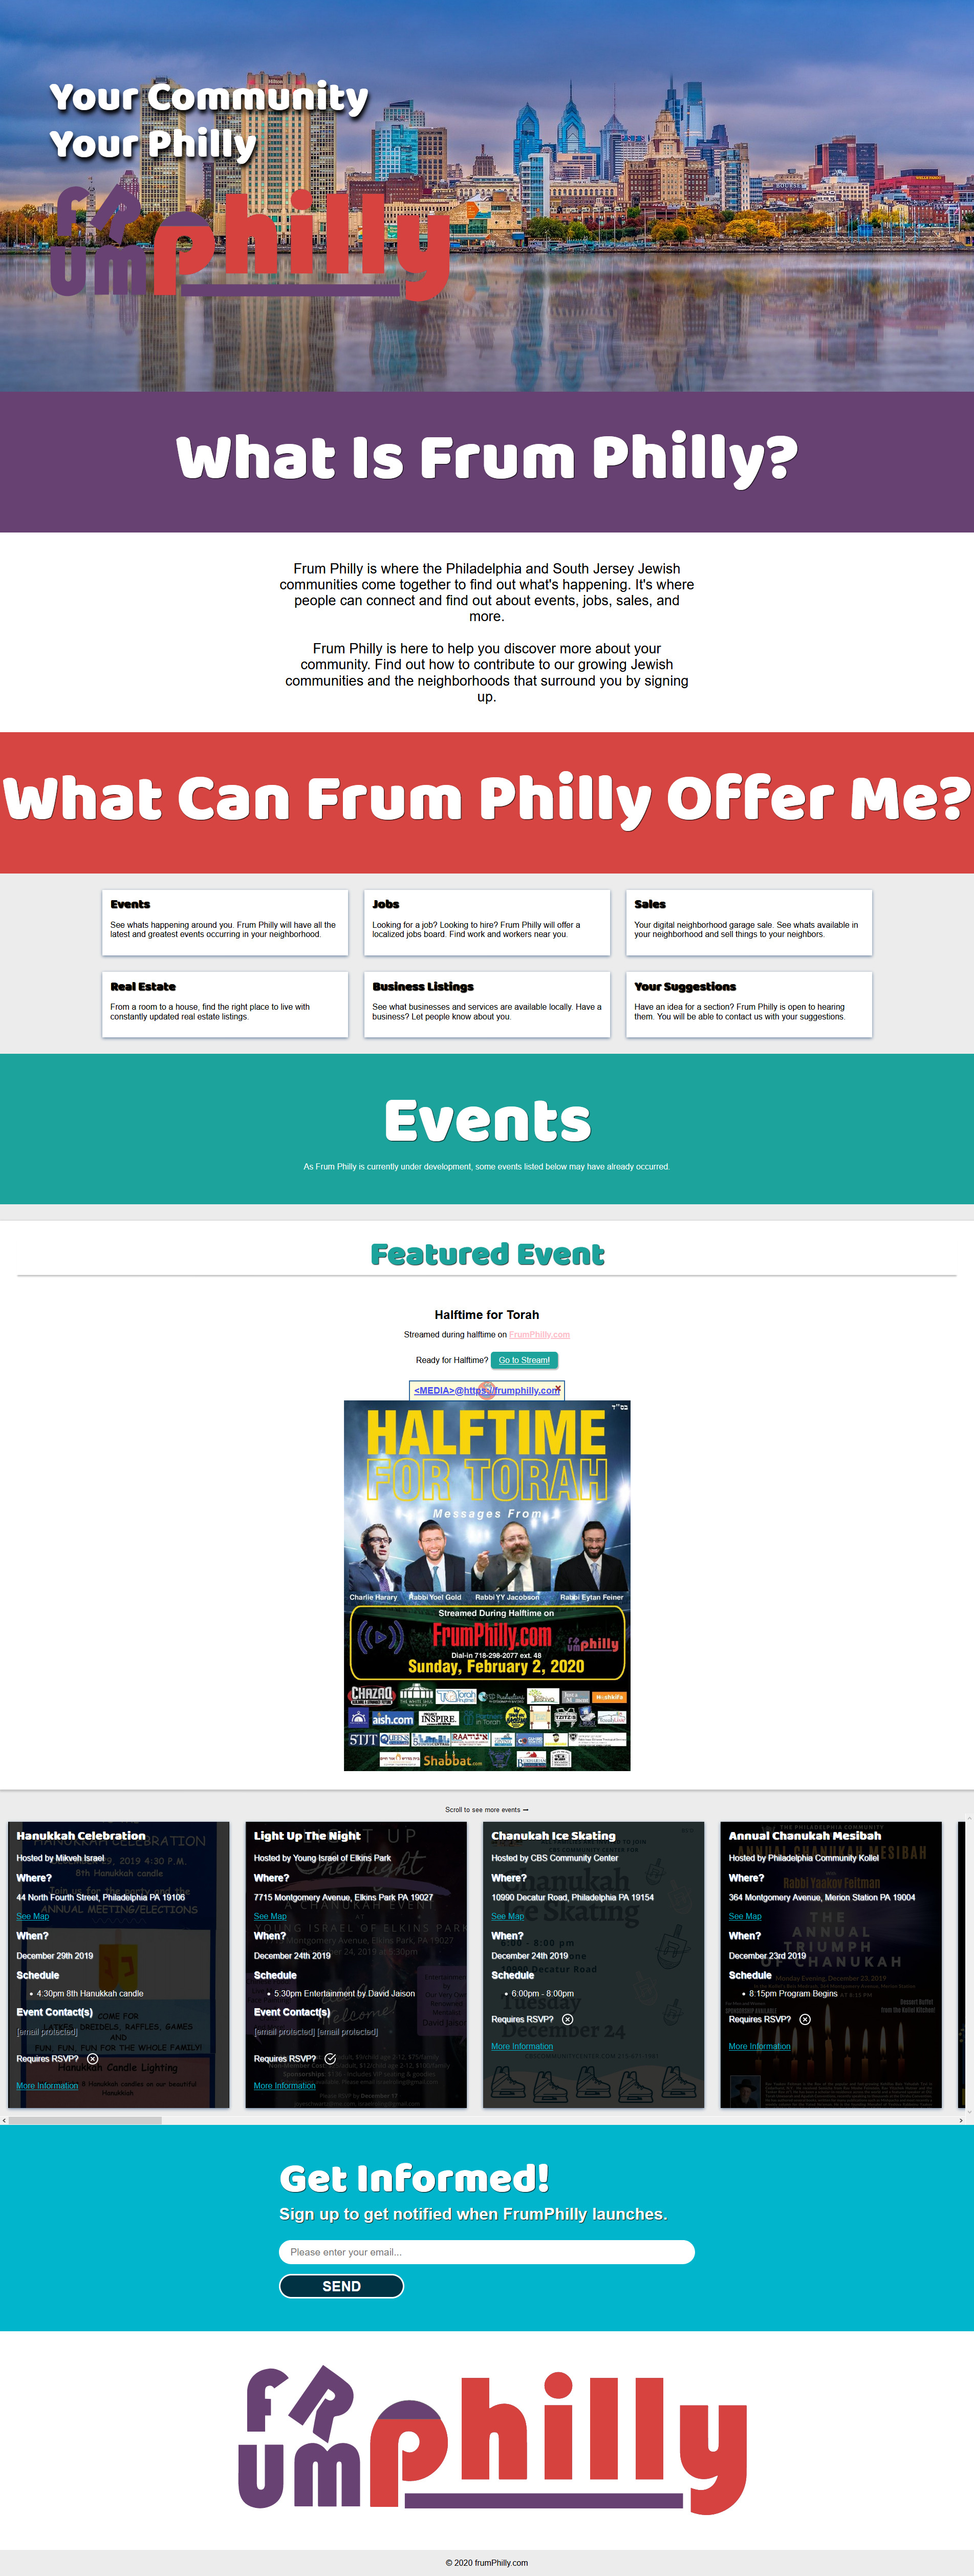 Your Community
Your Philly
FRUM philly
What Is Frum Philly?
Frum Philly is where the Philadelphia and South Jersey Jewish
communities come together to find out what's happening. It's where
people can connect and find out about events, jobs, sales, and
more.
Frum Philly is here to help you discover more about your
community. Find out how to contribute to our growing Jewish
communities and the neighborhoods that surround you by signing
up.
What Can Frum Philly Offer Me?
Events
See whats happening around you. Frum Philly will have all the
latest and greatest events occurring in your neighborhood.
Jobs
Looking for a job? Looking to hire? Frum Philly will offer a
localized jobs board. Find work and workers near you.
Sales
Your digital neighborhood garage sale. See whats available in
your neighborhood and sell things to your neighbors.
Real Estate
From a room to a house, find the right place to live with
constantly updated real estate listings.
Business Listings
See what businesses and services are available locally. Have a
business? Let people know about you.
Your Suggestions
Have an idea for a section? Frum Philly is open to hearing
them. You will be able to contact us with your suggestions.
Events
As Frum Philly is currently under development, some events listed below may have already occurred.
Featured Event
Halftime for Torah
Streamed during halftime on FrumPhilly.com
Ready for Halftime? Go to Stream!
<MEDIA>@https://frumphilly.com
בס"ד
HALFTIME
FOR TORAH
Messages From
Charlie Harary Rabbi Yoel Gold Rabbi YY Jacobson Rabbi Eytan Feiner
Streamed During Halftime on
FrumPhilly.com
FRUM philly
Dial-in 718-298-2077 ext. 48
Sunday, February 2, 2020
CHAZAQ
aish.com
INSPIRE
Shabbat.com
Scroll to see more events
Hanukkah Celebration
Hosted by Mikveh Israel
Where?
44 North Fourth Street, Philadelphia PA 19106
See Map
When?
December 29th 2019
Schedule
4:30pm 8th Hanukkah candle
Event Contact(s)
[email protected]
Requires RSVP?
More Information
Light Up The Night
Hosted by Young Israel of Elkins Park
Where?
7715 Montgomery Avenue, Elkins Park PA 19027
See Map
When?
December 24th 2019
Schedule
5:30pm Entertainment by David Jaison
Event Contact(s)
[email protected] [email protected]
Requires RSVP?
More Information
Chanukah Ice Skating
Hosted by CBS Community Center
Where?
10990 Decatur Road, Philadelphia PA 19154
See Map
When?
December 24th 2019
Schedule
6:00pm - 8:00pm
Requires RSVP?
More Information
Annual Chanukah Mesibah
Hosted by Philadelphia Community Kollel
Where?
364 Montgomery Avenue, Merion Station PA 19004
See Map
When?
December 23rd 2019
Schedule
8:15pm Program Begins
Requires RSVP?
More Information
Get Informed!
Sign up to get notified when FrumPhilly launches.
Please enter your email...
SEND
FRUM philly
© 2020 frumPhilly.com